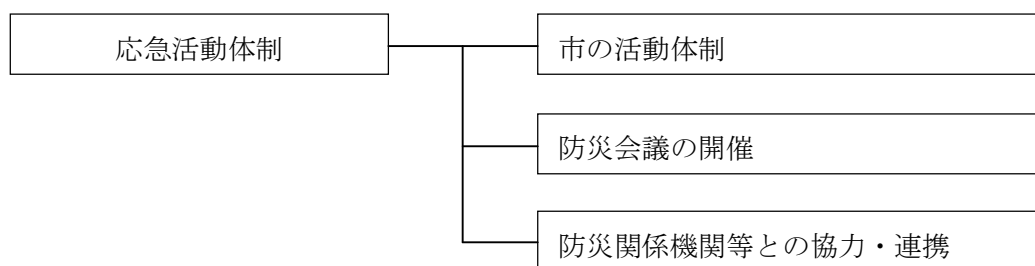 応急活動体制
市の活動体制
防災会議の開催
防災関係機関等との協力・連携